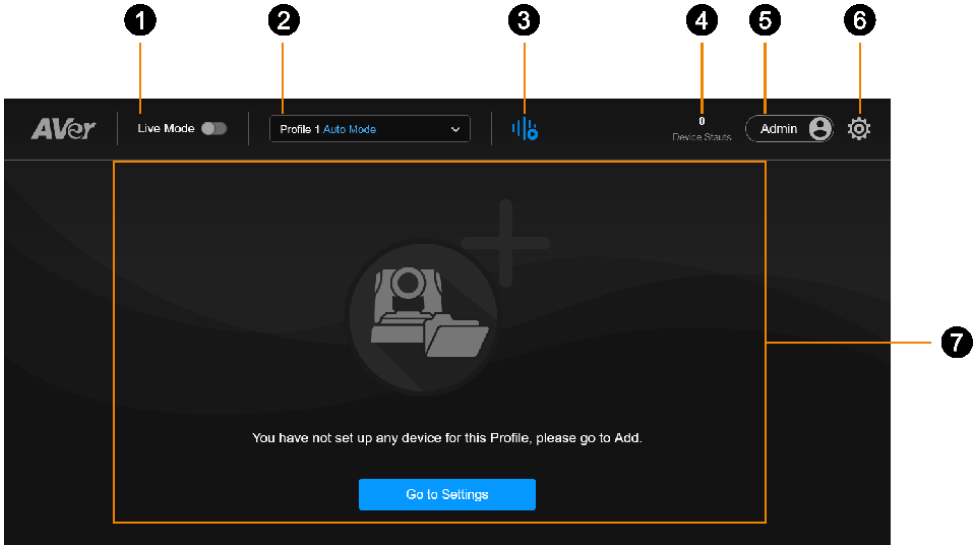 1 2 3 4 5 6
AVer Live Mode Profile 1 Auto Mode 0 Admin
Device Stauts
7
You have not set up any device for this Profile, please go to Add.
Go to Settings